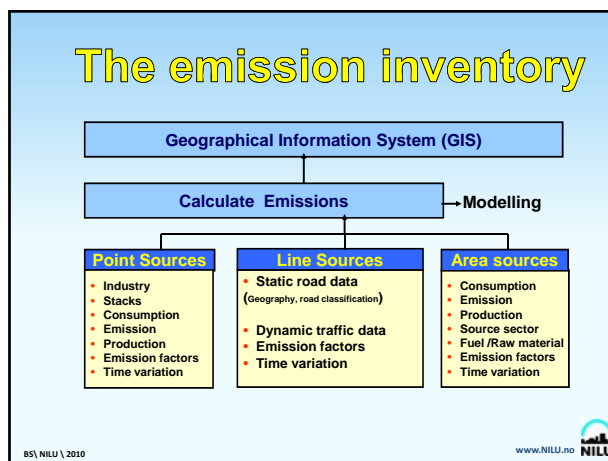 The emission inventory
Geographical Information System (GIS)
Calculate Emissions
Modelling
Point Sources
• Industry
• Stacks
• Consumption
• Emission
• Production
• Emission factors
• Time variation
Line Sources
• Static road data
(Geography, road classification)
• Dynamic traffic data
• Emission factors
• Time variation
Area sources
• Consumption
• Emission
• Production
• Source sector
• Fuel /Raw material
• Emission factors
• Time variation
BS\ NILU \ 2010
www.NILU.no
NILU